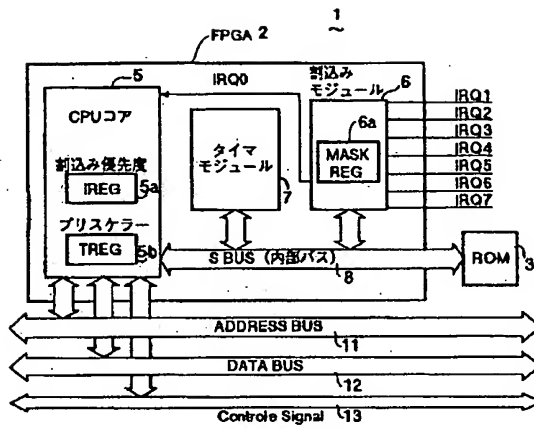 1
FPGA 2
5
CPUコア
割込み優先度
IREG
5a
プリスケラー
TREG
5b
IRQ0
タイマ
モジュール
7
割込み
モジュール
6
6a
MASK
REG
IRQ1
IRQ2
IRQ3
IRQ4
IRQ5
IRQ6
IRQ7
S BUS (内部バス)
8
ROM
3
ADDRESS BUS
11
DATA BUS
12
Controle Signal
13